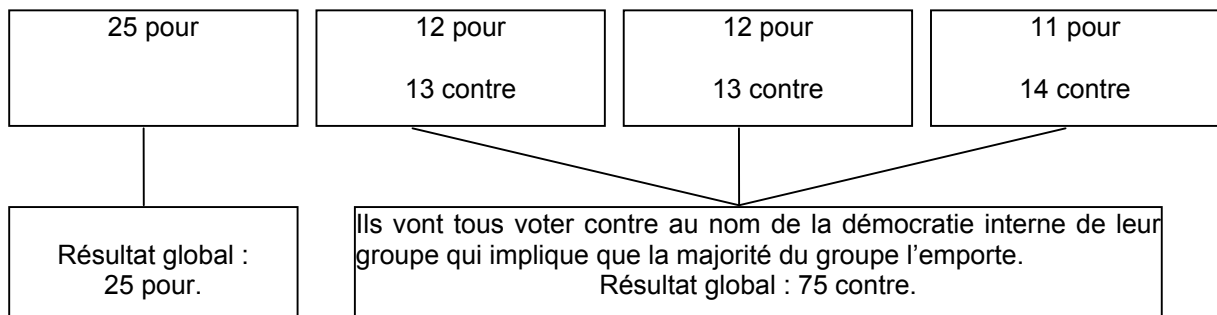 25 pour
12 pour
13 contre
12 pour
13 contre
11 pour
14 contre
Résultat global :
25 pour.
Ils vont tous voter contre au nom de la démocratie interne de leur
groupe qui implique que la majorité du groupe l’emporte.
Résultat global : 75 contre.